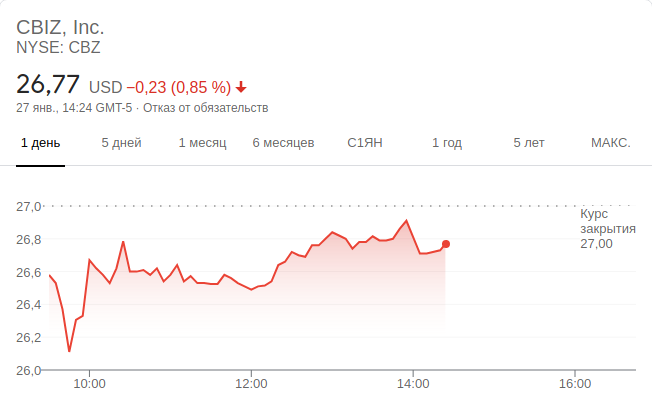 CBIZ, Inc.
NYSE: CBZ
26,77 USD −0,23 (0,85 %)
27 янв., 14:24 GMT-5 · Отказ от обязательств
1 день 5 дней 1 месяц 6 месяцев С1ЯН 1 год 5 лет МАКС.
27,0
Курс
закрытия
27,00
26,8
26,6
26,4
26,2
26,0
10:00 12:00 14:00 16:00